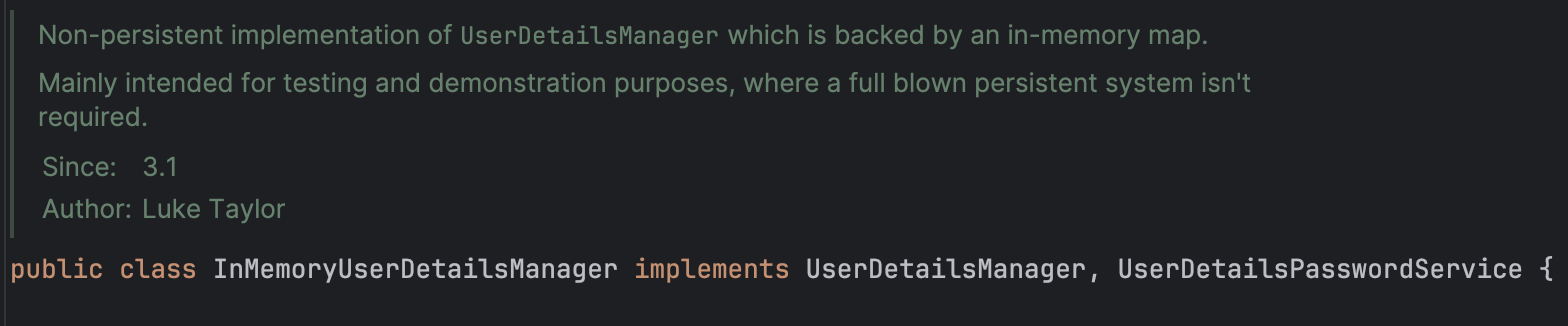 Non-persistent implementation of UserDetailsManager which is backed by an in-memory map.
Mainly intended for testing and demonstration purposes, where a full blown persistent system isn't
required.
Since: 3.1
Author: Luke Taylor
public class InMemoryUserDetailsManager implements UserDetailsManager, UserDetailsPasswordService {